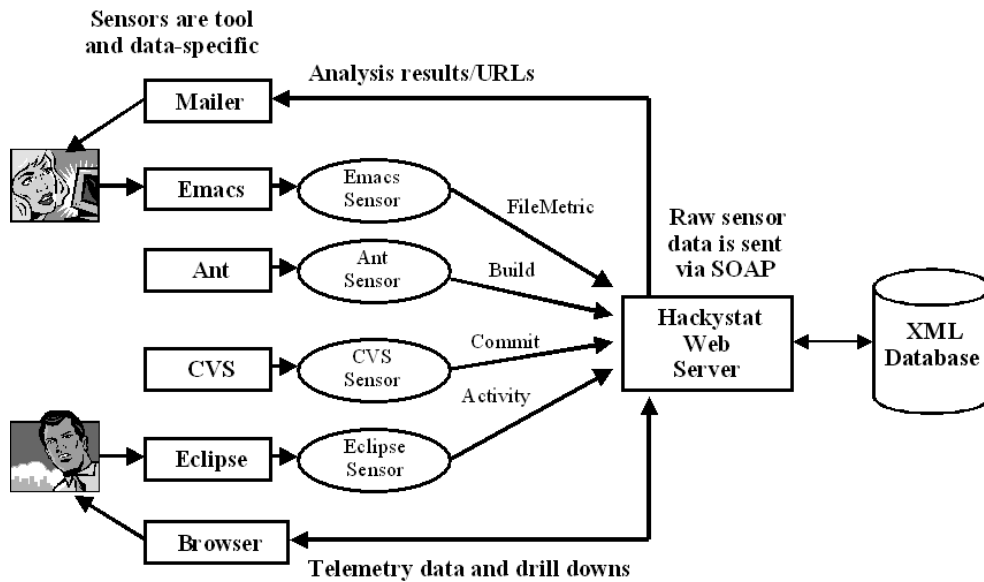 Sensors are tool
and data-specific
Analysis results/URLs
Mailer
Emacs
Emacs
Sensor
FileMetric
Raw sensor
data is sent
via SOAP
Ant
Ant
Sensor
Build
Hackystat
Web
Server
XML
Database
CVS
CVS
Sensor
Commit
Activity
Eclipse
Eclipse
Sensor
Browser
Telemetry data and drill downs